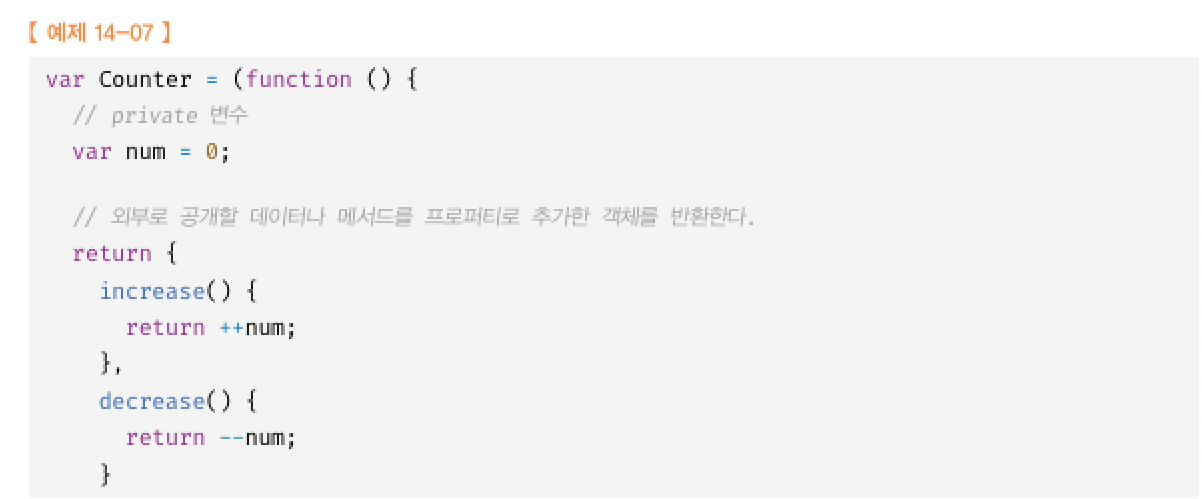 【 예제 14-07 】
var Counter = (function () {
  // private 변수
  var num = 0;

  // 외부로 공개할 데이터나 메서드를 프로퍼티로 추가한 객체를 반환한다.
  return {
    increase() {
      return ++num;
    },
    decrease() {
      return --num;
    }